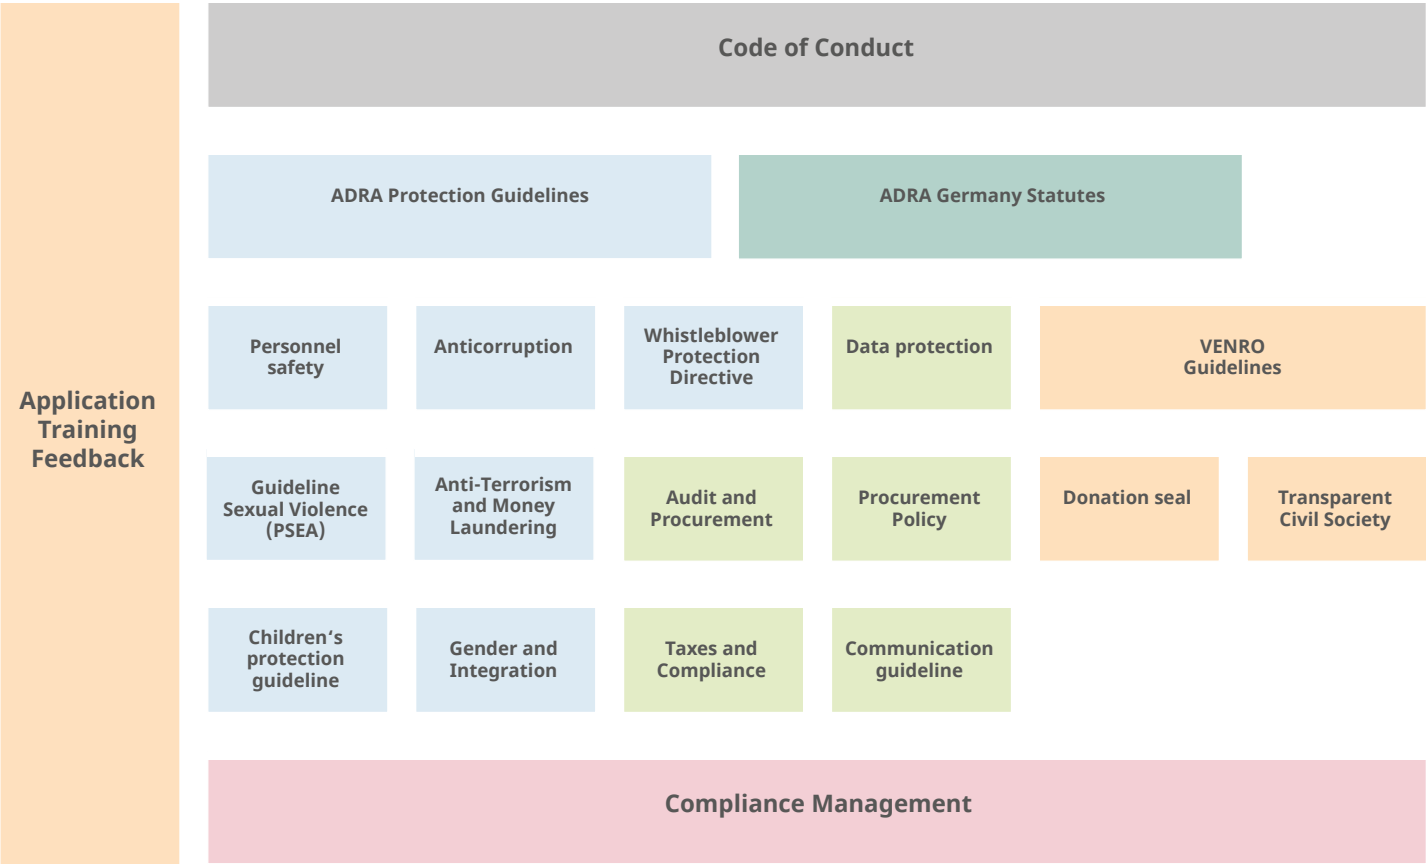 Code of Conduct
ADRA Protection Guidelines
ADRA Germany Statutes
Application
Training
Feedback
Personnel
safety
Anticorruption
Whistleblower
Protection
Directive
Data protection
VENRO
Guidelines
Guideline
Sexual Violence
(PSEA)
Anti-Terrorism
and Money
Laundering
Audit and
Procurement
Procurement
Policy
Donation seal
Transparent
Civil Society
Children‘s
protection
guideline
Gender and
Integration
Taxes and
Compliance
Communication
guideline
Compliance Management